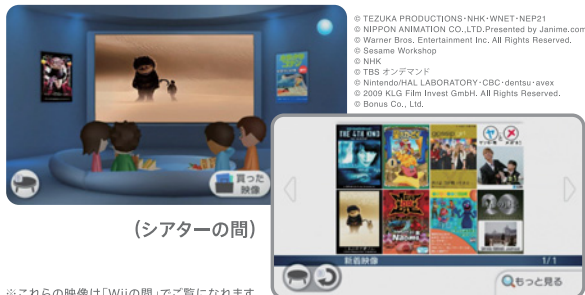 © TEZUKA PRODUCTIONS・NHK・WNET・NEP21
© NIPPON ANIMATION CO.,LTD.Presented by Janime.com
© Warner Bros. Entertainment Inc. All Rights Reserved.
© Sesame Workshop
© NHK
© TBS オンデマンド
© Nintendo/HAL LABORATORY・CBC・dentsu・avex
© 2009 KLG Film Invest GmbH. All Rights Reserved.
© Bonus Co., Ltd.
買った
映像
(シアターの間)
THE 4TH KIND
新着映像 1/1
もっと見る
※これらの映像は「Wiiの間」でご覧になれます